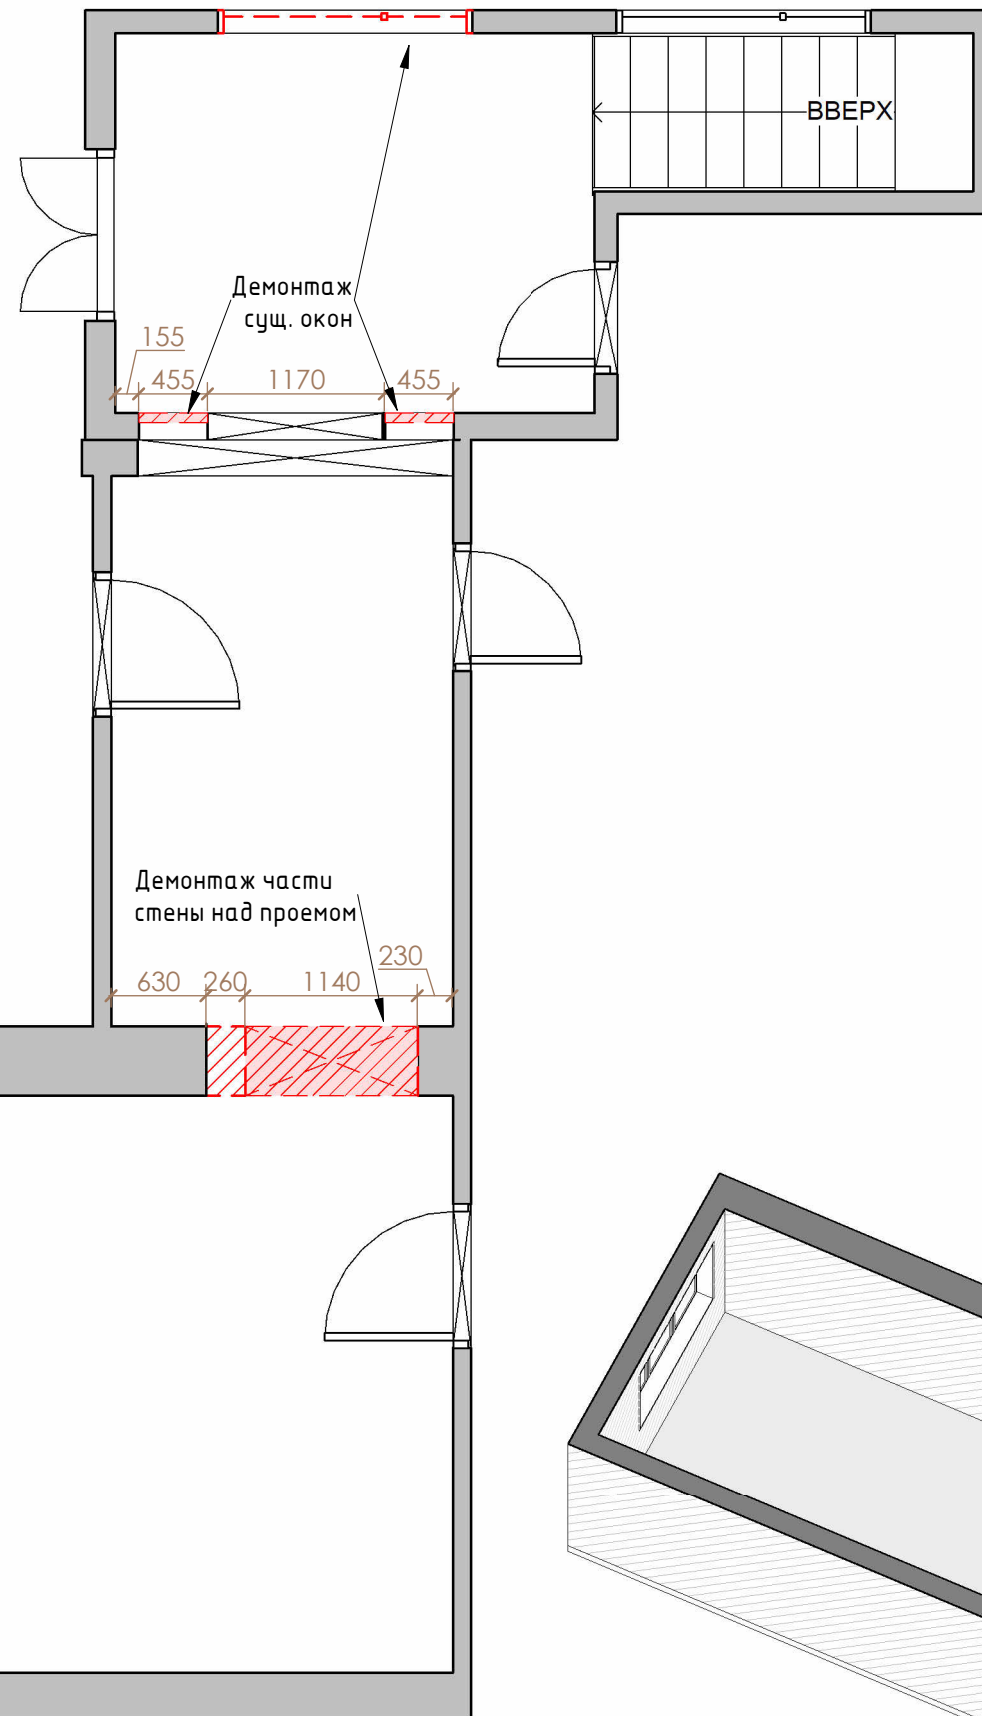 ВВЕРХ
Демонтаж
сущ. окон
155
455 1170 455
Демонтаж части
стены над проемом
230
630 260 1140